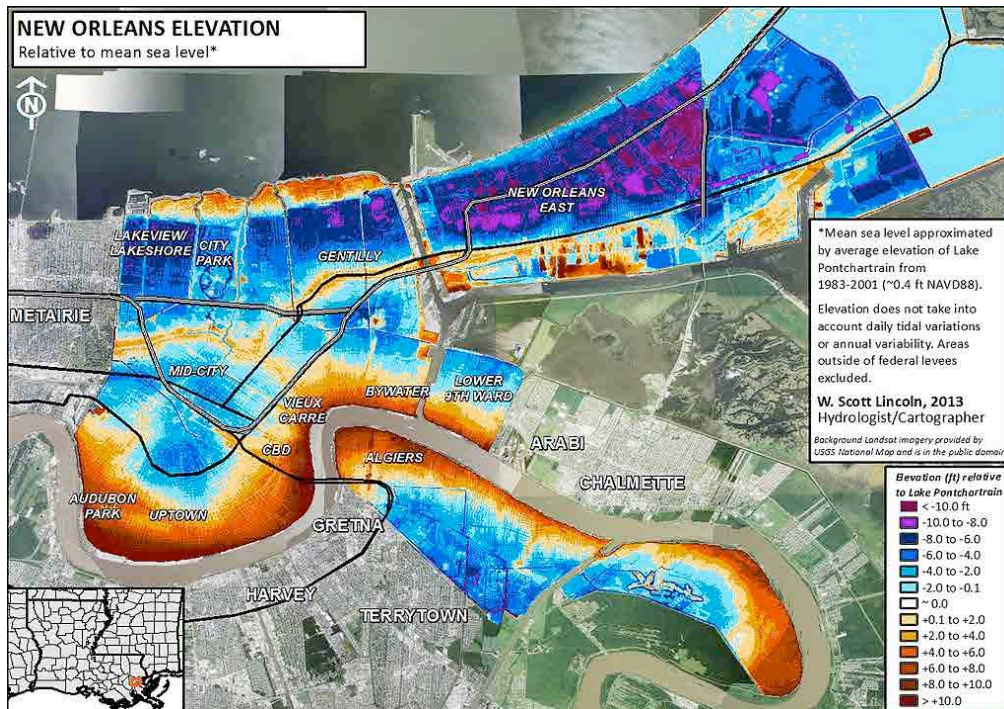 NEW ORLEANS ELEVATION
Relative to mean sea level*
N
LAKEVIEW/
LAKESHORE
CITY
PARK
GENTILLY
NEW ORLEANS
EAST
METAIRIE
MID-CITY
VIEUX
CARRE
BYWATER
LOWER
9TH WARD
CBD
ALGIERS
ARABI
CHALMETTE
AUDUBON
PARK
UPTOWN
GRETNA
HARVEY
TERRYTOWN
*Mean sea level approximated
by average elevation of Lake
Pontchartrain from
1983-2001 (~0.4 ft NAVD88).
Elevation does not take into
account daily tidal variations
or annual variability. Areas
outside of federal levees
excluded.
W. Scott Lincoln, 2013
Hydrologist/Cartographer
Background Landsat imagery provided by
USGS National Map and is in the public domain
Elevation (ft) relative
to Lake Pontchartrain
< -10.0 ft
-10.0 to -8.0
-8.0 to -6.0
-6.0 to -4.0
-4.0 to -2.0
-2.0 to -0.1
~ 0.0
+0.1 to +2.0
+2.0 to +4.0
+4.0 to +6.0
+6.0 to +8.0
+8.0 to +10.0
> +10.0